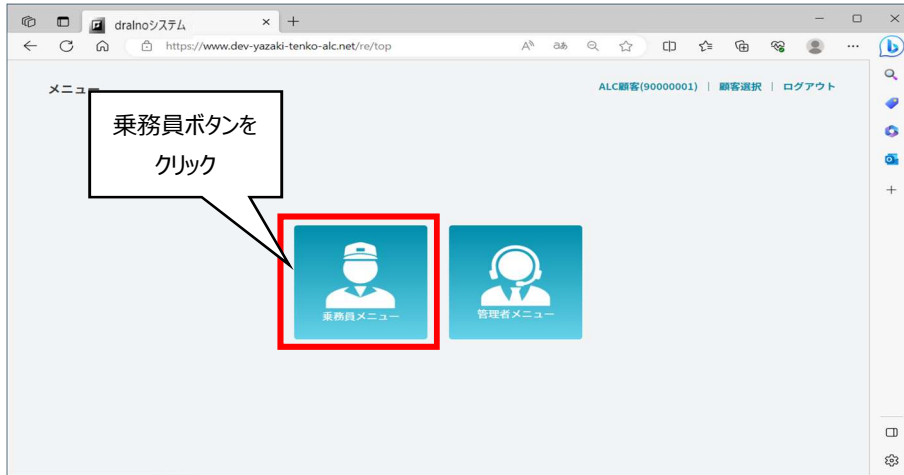 dralnoシステム
https://www.dev-yazaki-tenko-alc.net/re/top
メニュー
ALC顧客(90000001) | 顧客選択 | ログアウト
乗務員ボタンを
クリック
乗務員メニュー
管理者メニュー